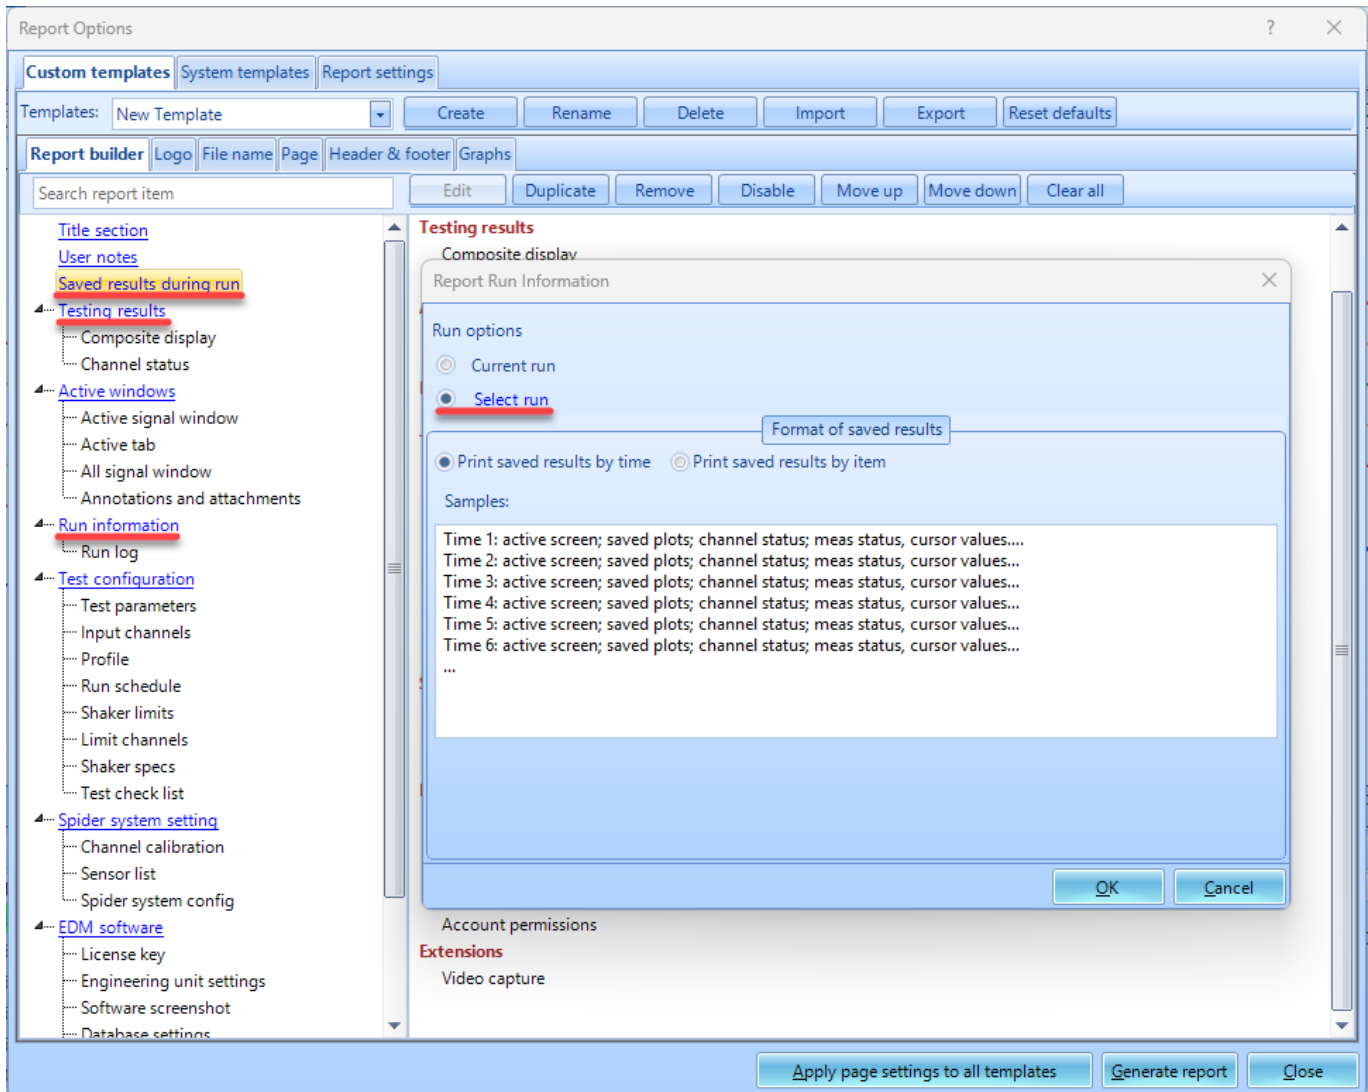 Report Options
?
Custom templates System templates Report settings
Templates: New Template Create Rename Delete Import Export Reset defaults
Report builder Logo File name Page Header & footer Graphs
Search report item Edit Duplicate Remove Disable Move up Move down Clear all
Title section
User notes
Saved results during run
Testing results
Composite display
Channel status
Active windows
Active signal window
Active tab
All signal window
Annotations and attachments
Run information
Run log
Test configuration
Test parameters
Input channels
Profile
Run schedule
Shaker limits
Limit channels
Shaker specs
Test check list
Spider system setting
Channel calibration
Sensor list
Spider system config
EDM software
License key
Engineering unit settings
Software screenshot
Database settings
Testing results
Composite display
Report Run Information
Run options
Current run
Select run
Format of saved results
Print saved results by time Print saved results by item
Samples:
Time 1: active screen; saved plots; channel status; meas status, cursor values....
Time 2: active screen; saved plots; channel status; meas status, cursor values...
Time 3: active screen; saved plots; channel status; meas status, cursor values...
Time 4: active screen; saved plots; channel status; meas status, cursor values...
Time 5: active screen; saved plots; channel status; meas status, cursor values...
Time 6: active screen; saved plots; channel status; meas status, cursor values...
...
OK Cancel
Account permissions
Extensions
Video capture
Apply page settings to all templates Generate report Close